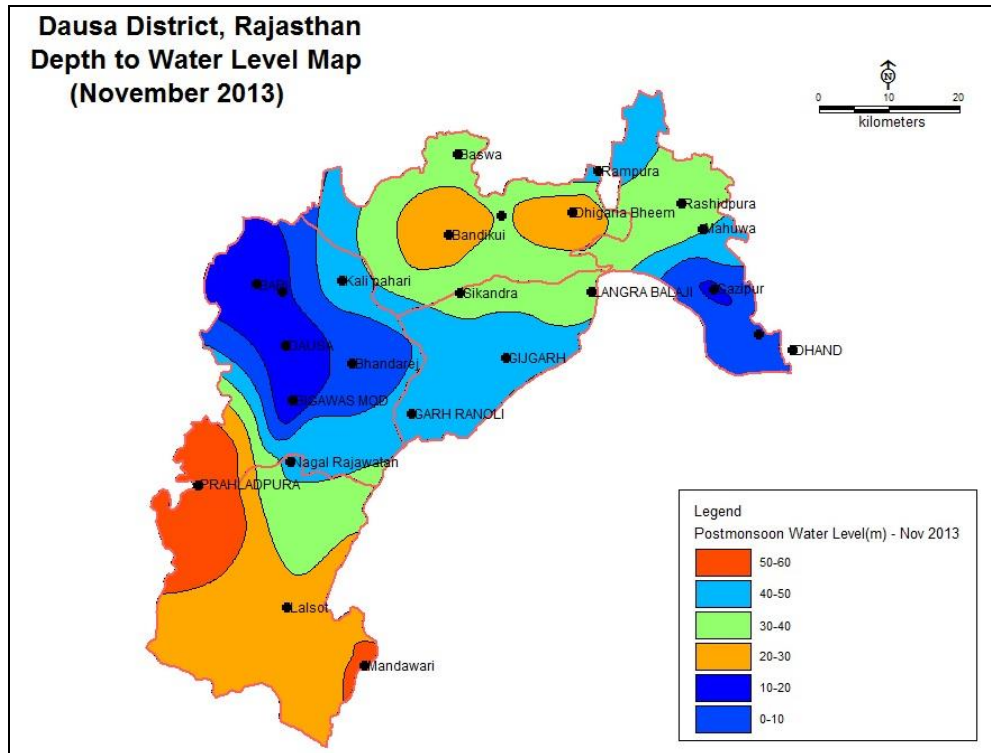 Dausa District, Rajasthan
Depth to Water Level Map
(November 2013)
N
0 10 20
kilometers
Baswa
Rampura
Rashidpura
Dhigaria Bheem
Mahuwa
Bandikui
Kali pahari
Sikandra
LANGRA BALAJI
Gazipur
DAUSA
Bhandarej
GIJGARH
DHAND
GARH RANOLI
Nagal Rajawatan
PRAHLADPURA
Lalsot
Mandawari
Legend
Postmonsoon Water Level(m) - Nov 2013
50-60
40-50
30-40
20-30
10-20
0-10